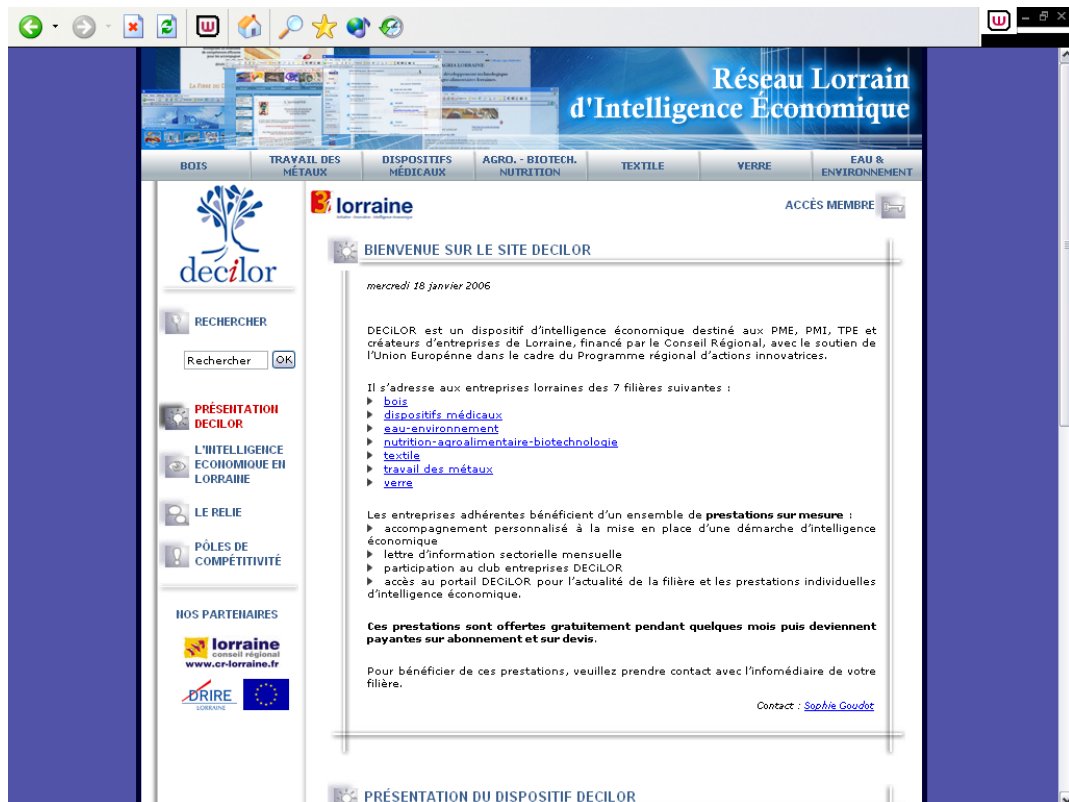 Réseau Lorrain
d'Intelligence Économique
BOIS
TRAVAIL DES
MÉTAUX
DISPOSITIFS
MÉDICAUX
AGRO. - BIOTECH.
NUTRITION
TEXTILE
VERRE
EAU &
ENVIRONNEMENT
decilor
lorraine
ACCÈS MEMBRE
RECHERCHER
Rechercher
OK
PRÉSENTATION
DECILOR
L'INTELLIGENCE
ECONOMIQUE EN
LORRAINE
LE RELIE
PÔLES DE
COMPÉTITIVITÉ
NOS PARTENAIRES
lorraine
conseil régional
www.cr-lorraine.fr
DRIRE
LORRAINE
BIENVENUE SUR LE SITE DECILOR
mercredi 18 janvier 2006
DECiLOR est un dispositif d'intelligence économique destiné aux PME, PMI, TPE et
créateurs d'entreprises de Lorraine, financé par le Conseil Régional, avec le soutien de
l'Union Europénne dans le cadre du Programme régional d'actions innovatrices.
Il s'adresse aux entreprises lorraines des 7 filières suivantes :
bois
dispositifs médicaux
eau-environnement
nutrition-agroalimentaire-biotechnologie
textile
travail des métaux
verre
Les entreprises adhérentes bénéficient d'un ensemble de prestations sur mesure :
accompagnement personnalisé à la mise en place d'une démarche d'intelligence
économique
lettre d'information sectorielle mensuelle
participation au club entreprises DECiLOR
accès au portail DECiLOR pour l'actualité de la filière et les prestations individuelles
d'intelligence économique.
Ces prestations sont offertes gratuitement pendant quelques mois puis deviennent
payantes sur abonnement et sur devis.
Pour bénéficier de ces prestations, veuillez prendre contact avec l'infomédiaire de votre
filière.
Contact : Sophie Goudot
PRÉSENTATION DU DISPOSITIF DECILOR